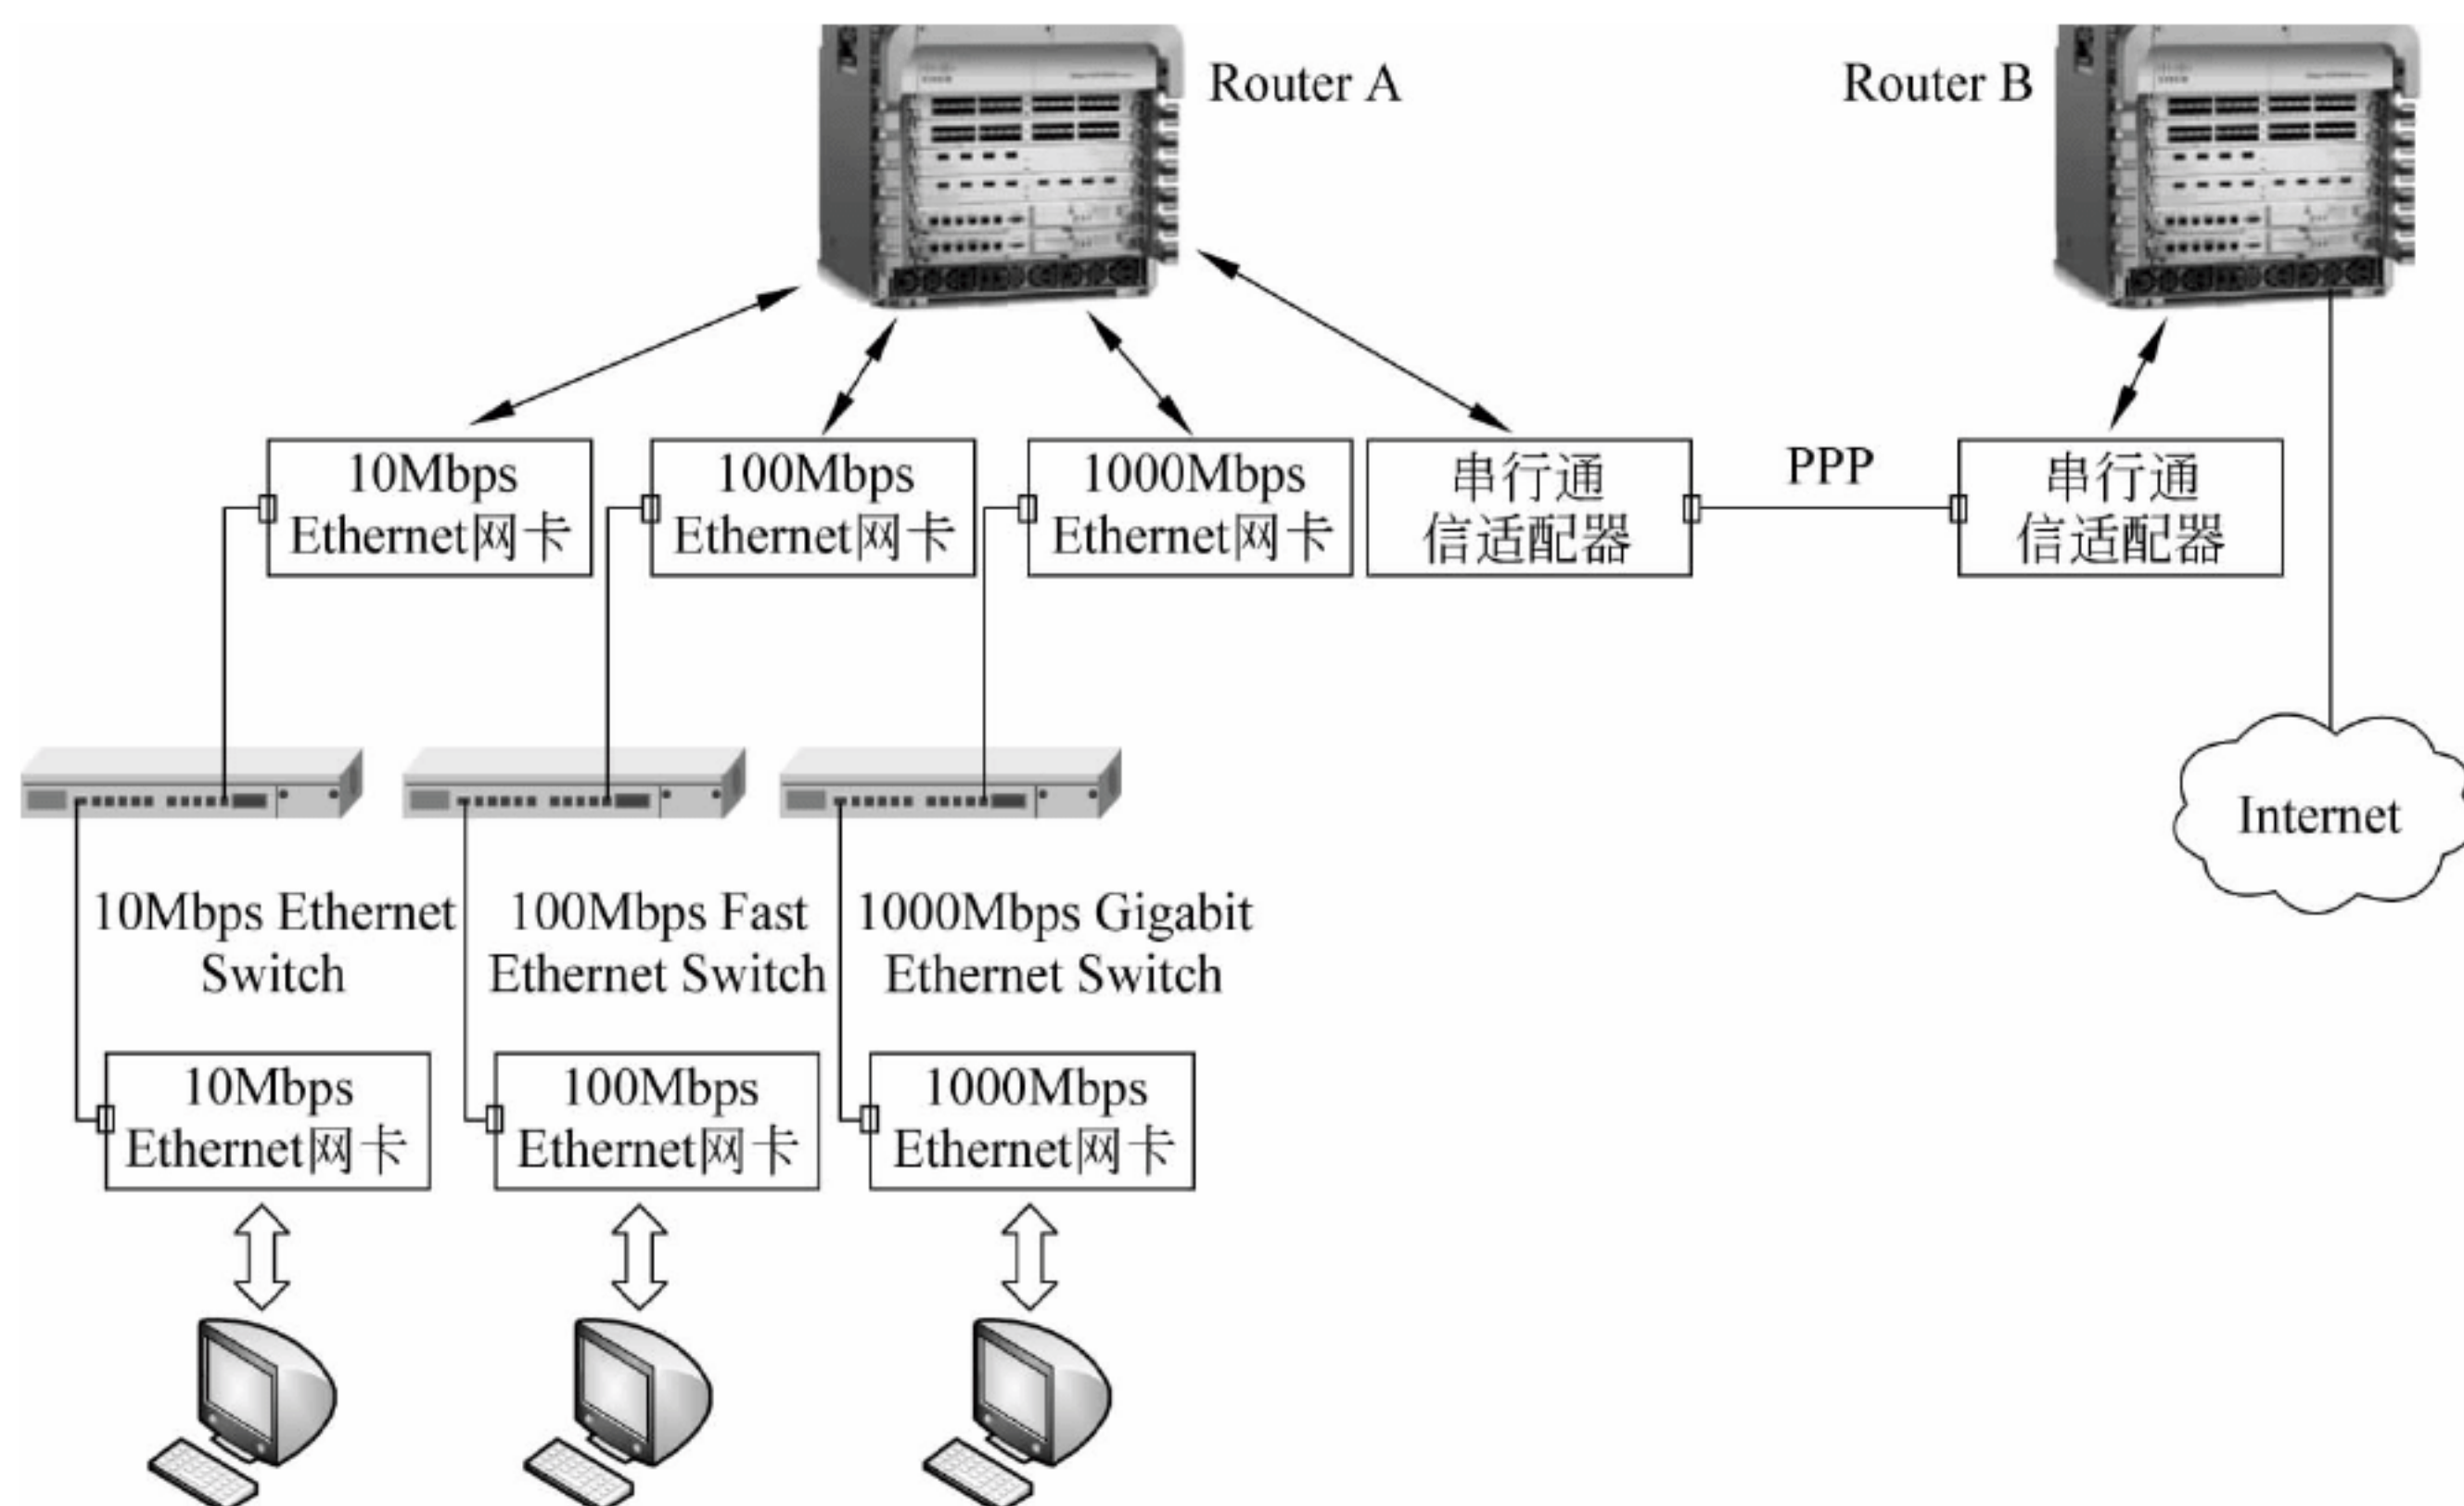 Router A
Router B
10Mbps
Ethernet网卡
100Mbps
Ethernet网卡
1000Mbps
Ethernet网卡
串行通
信适配器
PPP
串行通
信适配器
Internet
10Mbps Ethernet
Switch
100Mbps Fast
Ethernet Switch
1000Mbps Gigabit
Ethernet Switch
10Mbps
Ethernet网卡
100Mbps
Ethernet网卡
1000Mbps
Ethernet网卡